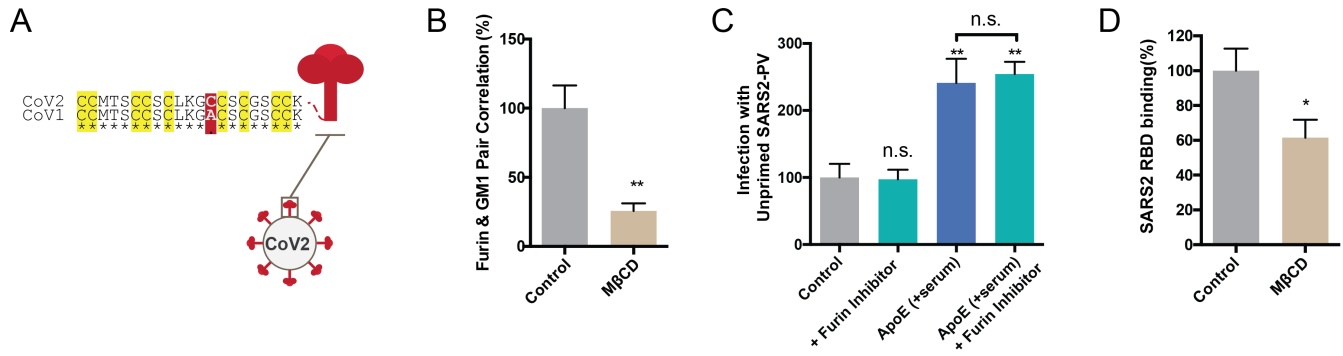 A
CoV2 CCMTSCCSCLKGCCSCGSCCK
CoV1 CCMTSCCSCLKGACSCGSCCK
************ ********
.
CoV2
B
Furin & GM1 Pair Correlation (%)
150
100
50
0
**
Control
MβCD
C
Infection with
Unprimed SARS2-PV
300
200
100
0
n.s.
n.s.
**
**
Control
+ Furin Inhibitor
ApoE (+serum)
ApoE (+serum)
+ Furin Inhibitor
D
SARS2 RBD binding(%)
120
100
80
60
40
20
0
*
Control
MβCD